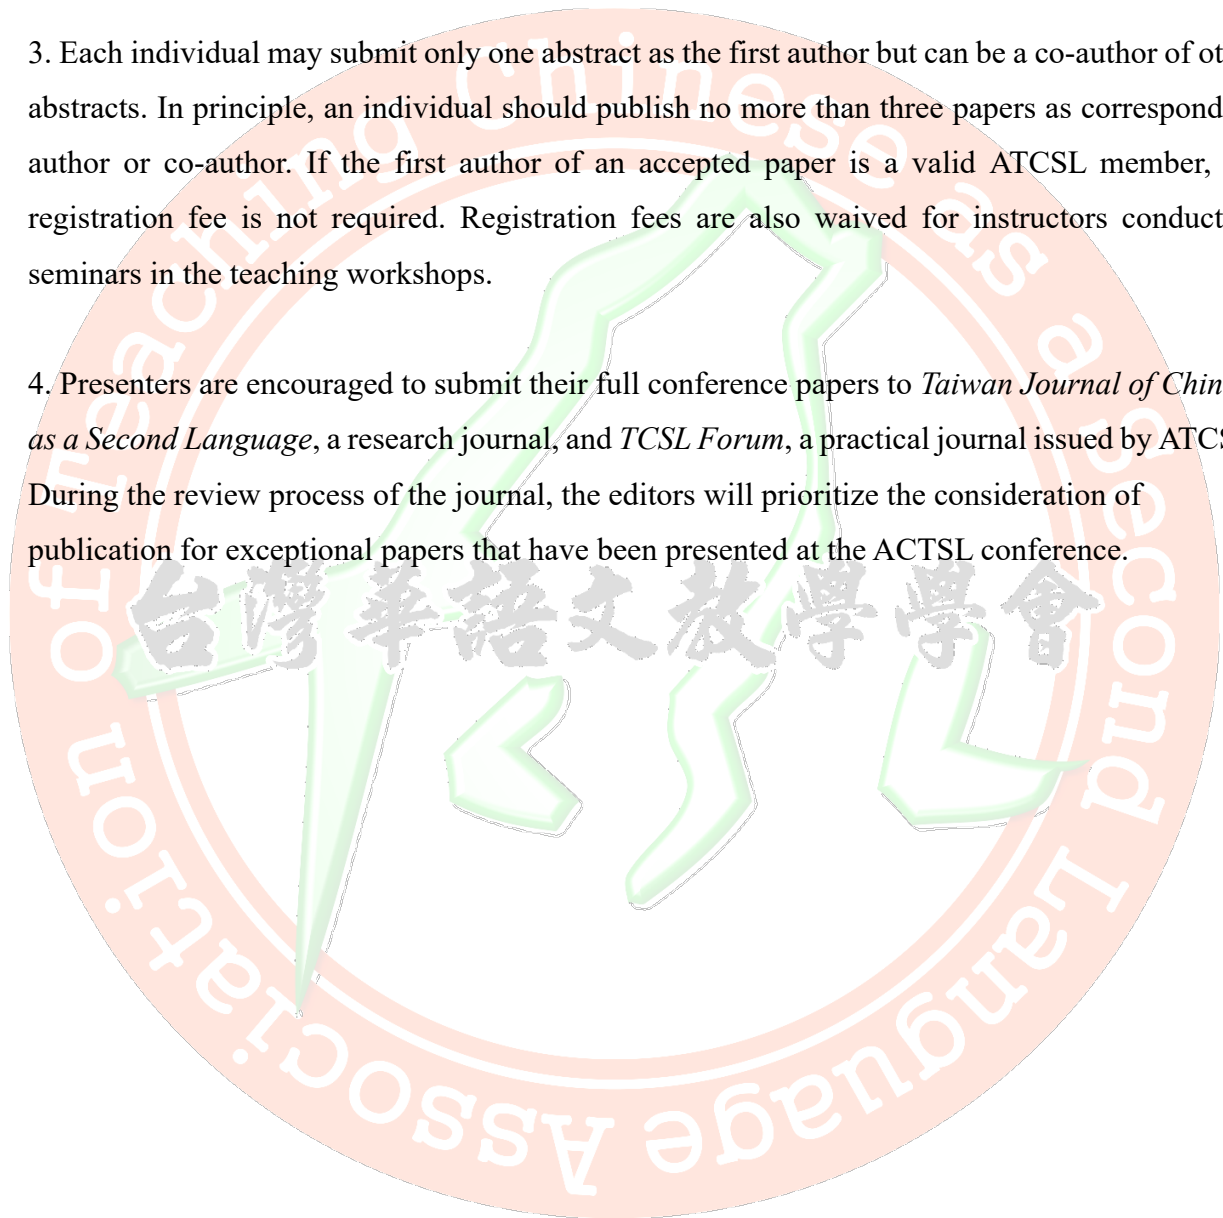 3. Each individual may submit only one abstract as the first author but can be a co-author of ot
abstracts. In principle, an individual should publish no more than three papers as correspond
author or co-author. If the first author of an accepted paper is a valid ATCSL member,
registration fee is not required. Registration fees are also waived for instructors conduct
seminars in the teaching workshops.
4. Presenters are encouraged to submit their full conference papers to Taiwan Journal of Chin
as a Second Language, a research journal, and TCSL Forum, a practical journal issued by ATCS
During the review process of the journal, the editors will prioritize the consideration of
publication for exceptional papers that have been presented at the ACTSL conference.
台灣華語文教學學會
Association of Teaching Chinese as a Second Language